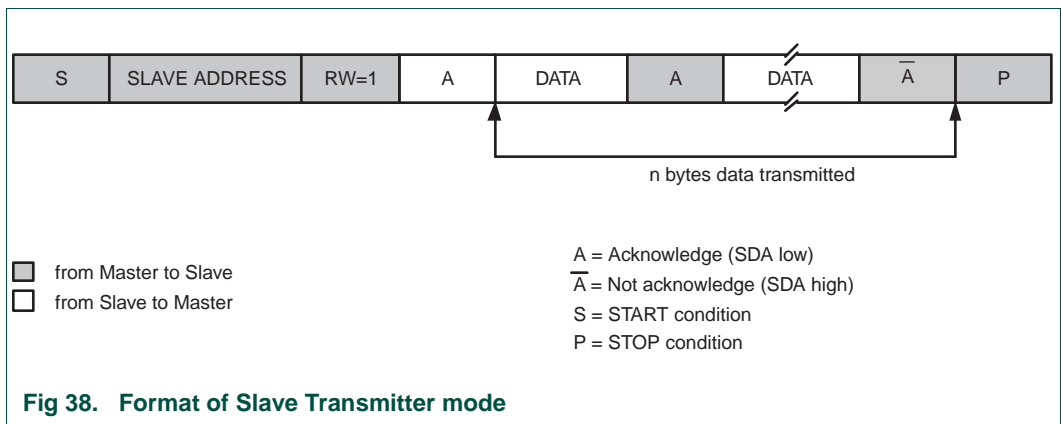 S SLAVE ADDRESS RW=1 A DATA A DATA A̅ P
n bytes data transmitted
from Master to Slave
from Slave to Master
A = Acknowledge (SDA low)
A̅ = Not acknowledge (SDA high)
S = START condition
P = STOP condition
Fig 38. Format of Slave Transmitter mode